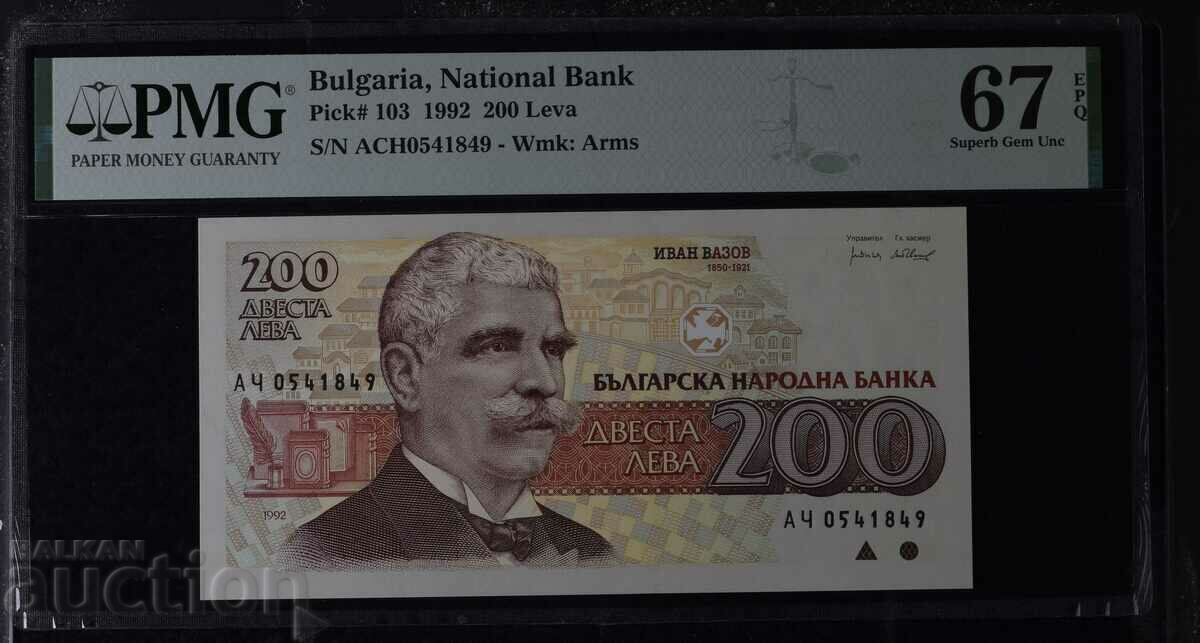 PMG®
PAPER MONEY GUARANTY
Bulgaria, National Bank
Pick# 103 1992 200 Leva
S/N ACH0541849 - Wmk: Arms
67
EPQ
Superb Gem Unc
200
ДВЕСТА
ЛЕВА
ИВАН ВАЗОВ
1850-1921
Управител Гл. касиер
АЧ 0541849
БЪЛГАРСКА НАРОДНА БАНКА
ДВЕСТА
ЛЕВА
200
1992
АЧ 0541849
BALKAN
auction